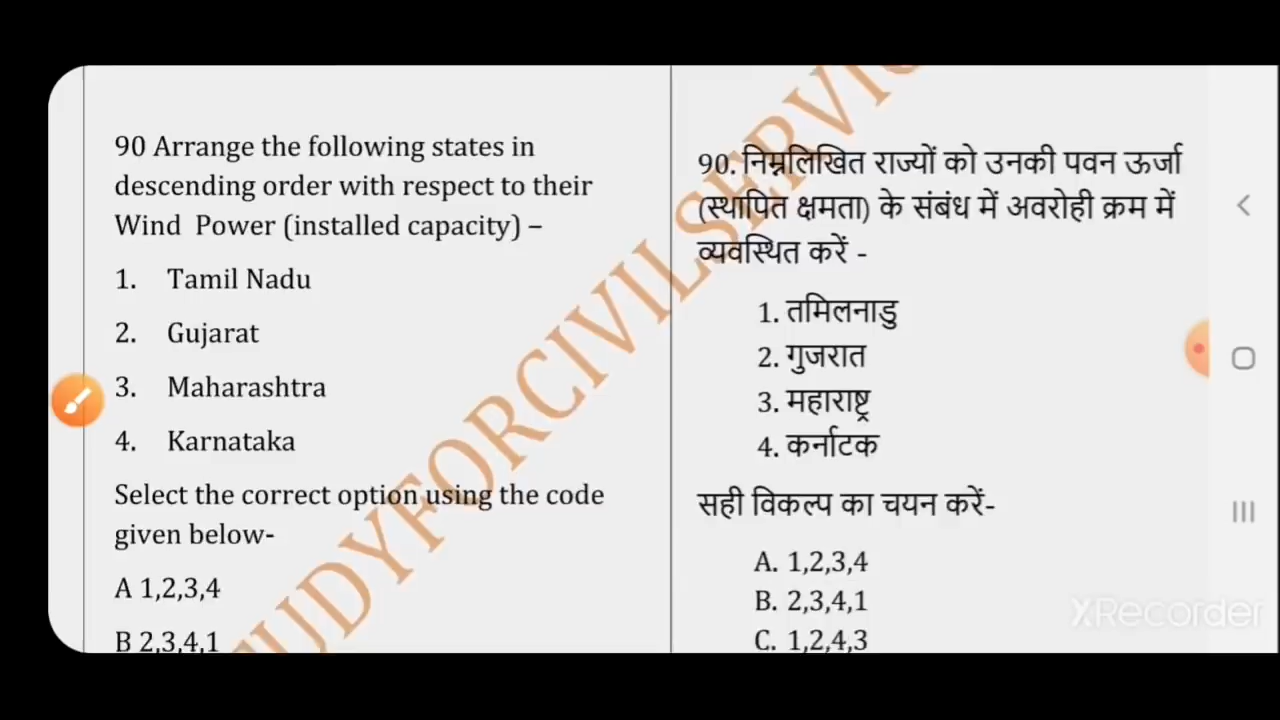 90 Arrange the following states in
descending order with respect to their
Wind Power (installed capacity) –
1. Tamil Nadu
2. Gujarat
3. Maharashtra
4. Karnataka
Select the correct option using the code
given below-
A 1,2,3,4
B 2,3,4,1
90. निम्नलिखित राज्यों को उनकी पवन ऊर्जा
(स्थापित क्षमता) के संबंध में अवरोही क्रम में
व्यवस्थित करें -
1. तमिलनाडु
2. गुजरात
3. महाराष्ट्र
4. कर्नाटक
सही विकल्प का चयन करें-
A. 1,2,3,4
B. 2,3,4,1
C. 1,2,4,3
XRecorder